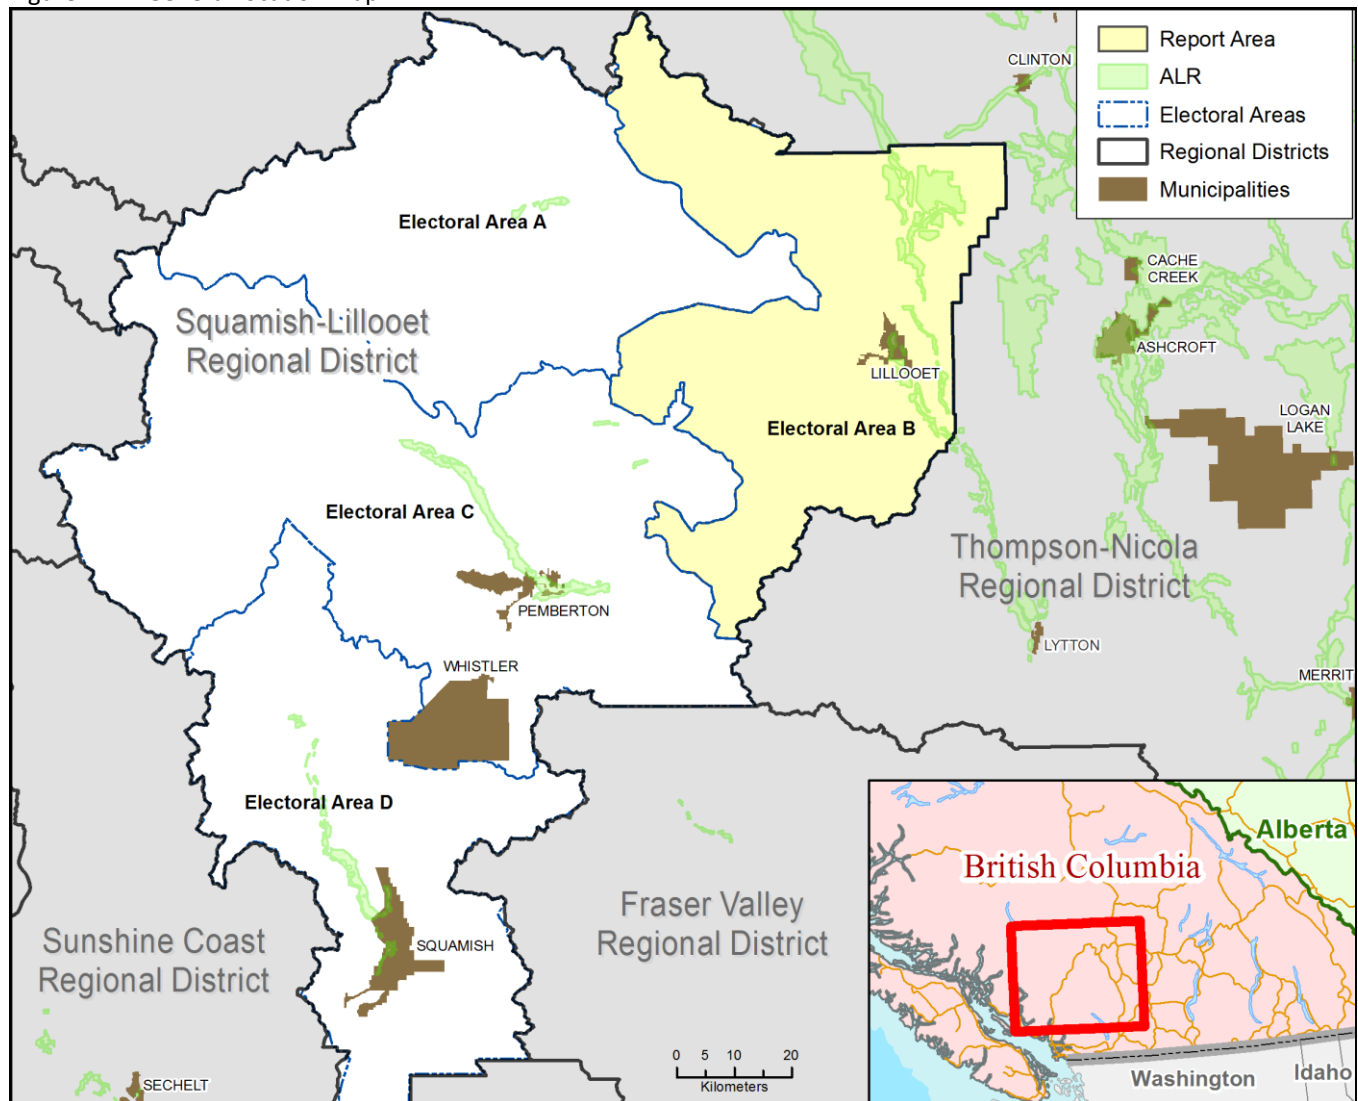 CLINTON
Report Area
ALR
Electoral Areas
Regional Districts
Municipalities
Electoral Area A
CACHE
CREEK
Squamish-Lillooet
Regional District
ASHCROFT
LILLOOET
LOGAN
LAKE
Electoral Area B
Electoral Area C
Thompson-Nicola
Regional District
PEMBERTON
LYTTON
WHISTLER
MERRIT
Electoral Area D
Alberta
British Columbia
Fraser Valley
Regional District
Sunshine Coast
Regional District
SQUAMISH
0 5 10 20
Kilometers
SECHELT
Washington
Idaho